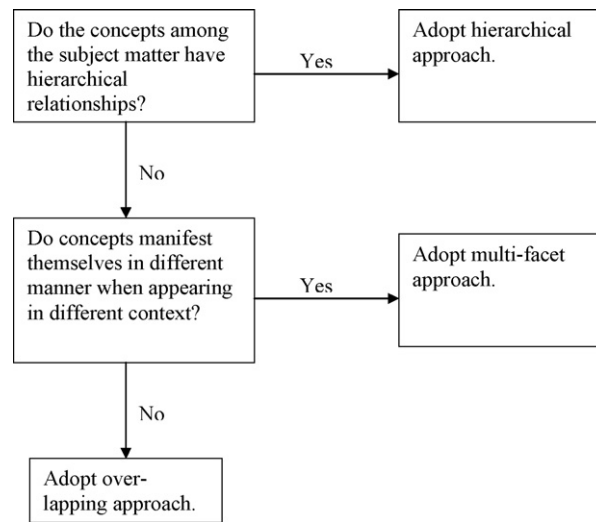 Do the concepts among
the subject matter have
hierarchical
relationships?
Yes
Adopt hierarchical
approach.
No
Do concepts manifest
themselves in different
manner when appearing
in different context?
Yes
Adopt multi-facet
approach.
No
Adopt over-
lapping approach.